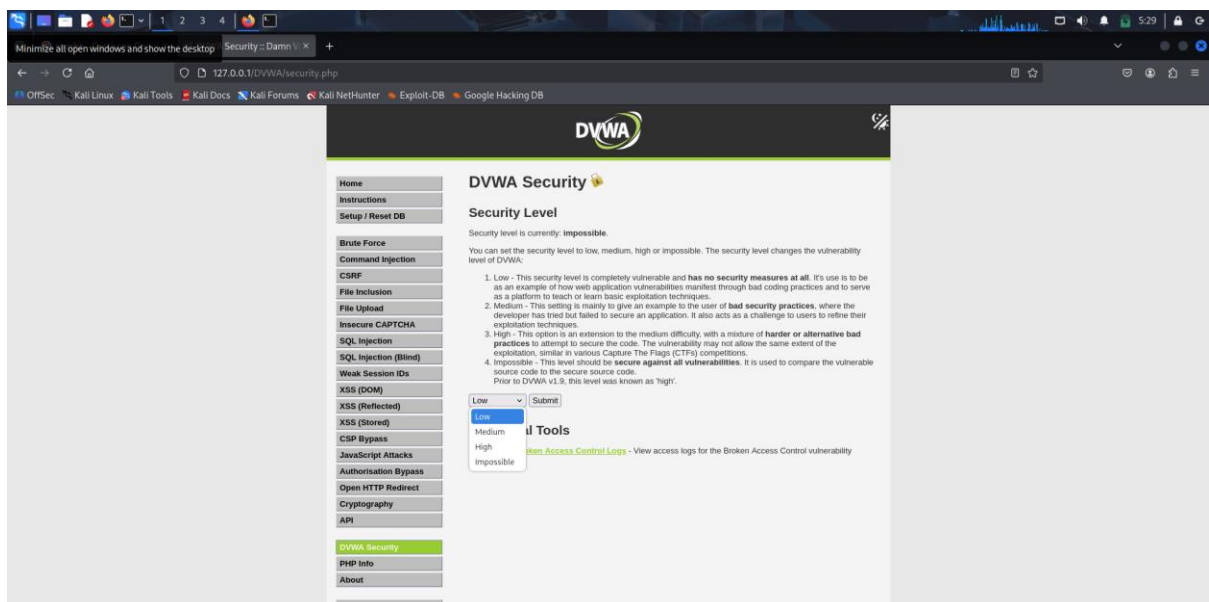 1 2 3 4
5:29
Minimize all open windows and show the desktop
Security :: Damn V
127.0.0.1/DVWA/security.php
OffSec Kali Linux Kali Tools Kali Docs Kali Forums Kali NetHunter Exploit-DB Google Hacking DB
DVWA
Home
Instructions
Setup / Reset DB
Brute Force
Command Injection
CSRF
File Inclusion
File Upload
Insecure CAPTCHA
SQL Injection
SQL Injection (Blind)
Weak Session IDs
XSS (DOM)
XSS (Reflected)
XSS (Stored)
CSP Bypass
JavaScript Attacks
Authorisation Bypass
Open HTTP Redirect
Cryptography
API
DVWA Security
PHP Info
About
DVWA Security
Security Level
Security level is currently: impossible.
You can set the security level to low, medium, high or impossible. The security level changes the vulnerability
level of DVWA:
1. Low - This security level is completely vulnerable and has no security measures at all. It's use is to be
as an example of how web application vulnerabilities manifest through bad coding practices and to serve
as a platform to teach or learn basic exploitation techniques.
2. Medium - This setting is mainly to give an example to the user of bad security practices, where the
developer has tried but failed to secure an application. It also acts as a challenge to users to refine their
exploitation techniques.
3. High - This option is an extension to the medium difficulty, with a mixture of harder or alternative bad
practices to attempt to secure the code. The vulnerability may not allow the same extent of the
exploitation, similar in various Capture The Flags (CTFs) competitions.
4. Impossible - This level should be secure against all vulnerabilities. It is used to compare the vulnerable
source code to the secure source code.
Prior to DVWA v1.9, this level was known as 'high'.
Low Submit
Low
Medium
High
Impossible
al Tools
ken Access Control Logs - View access logs for the Broken Access Control vulnerability